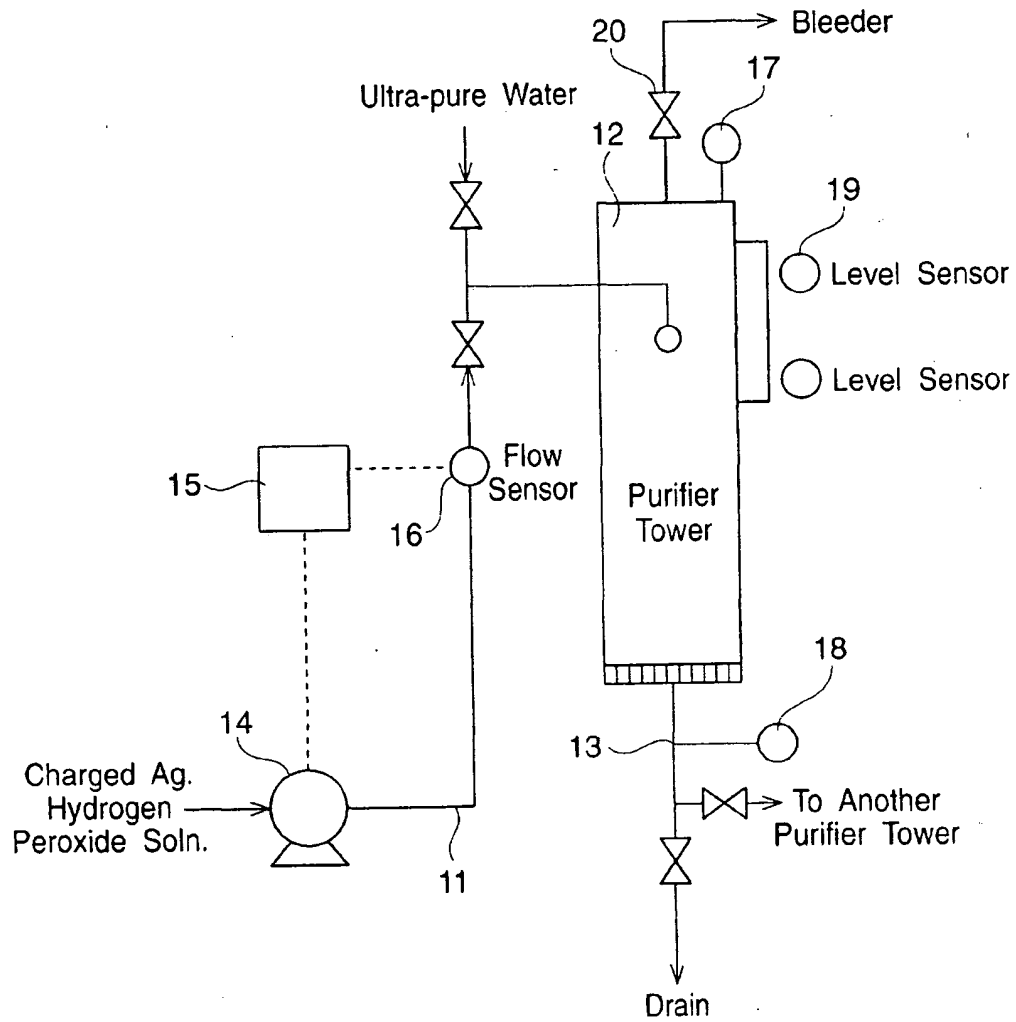 Bleeder
20
17
Ultra-pure Water
12
19
Level Sensor
Level Sensor
Flow
Sensor
15
16
Purifier
Tower
18
14
13
Charged Ag.
Hydrogen
Peroxide Soln.
To Another
Purifier Tower
11
Drain